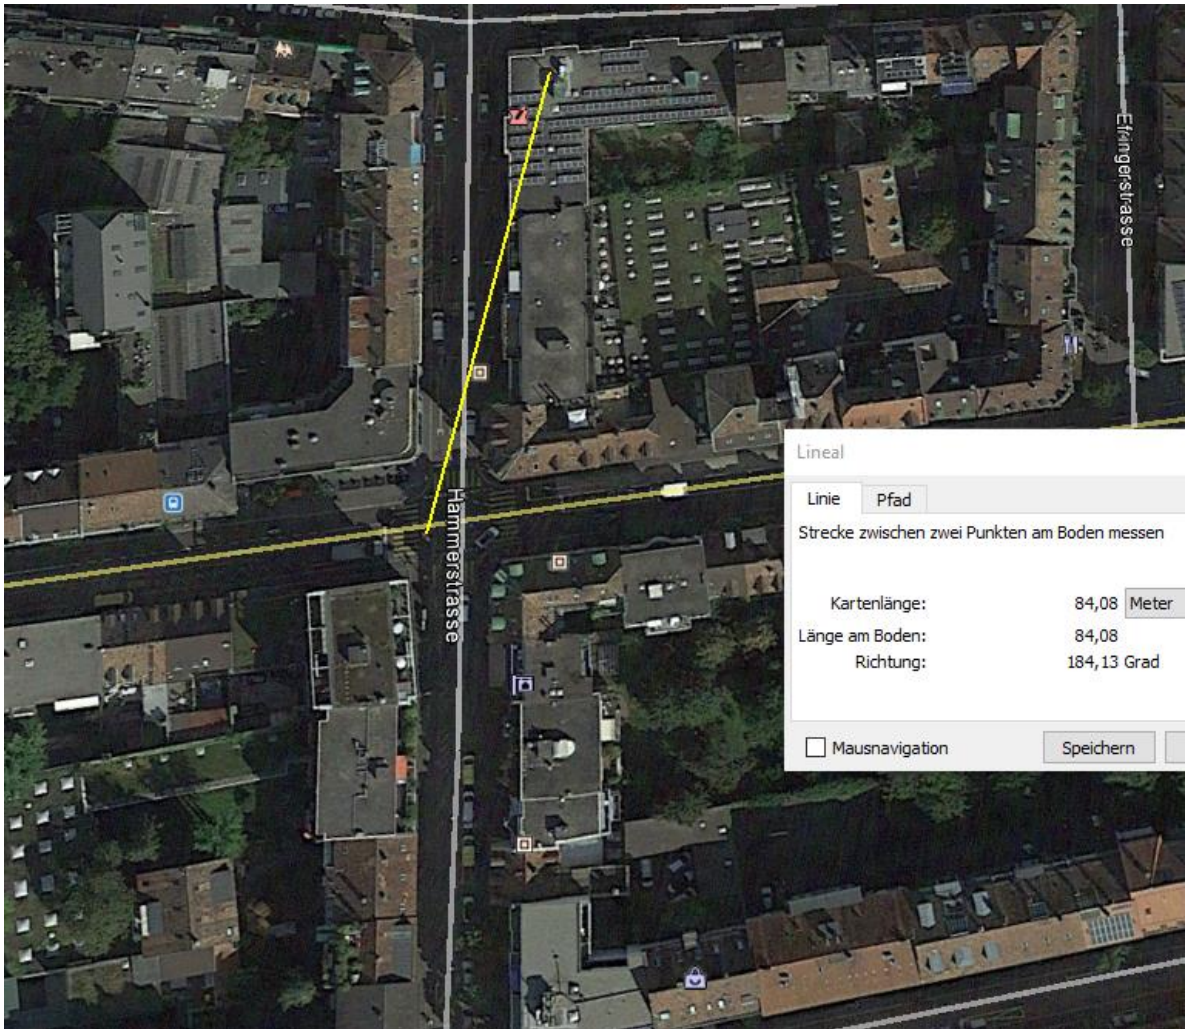 Efringerstrasse
Hammerstrasse
Lineal
Linie Pfad
Strecke zwischen zwei Punkten am Boden messen
Kartenlänge: 84,08 Meter
Länge am Boden: 84,08
Richtung: 184,13 Grad
Mausnavigation Speichern